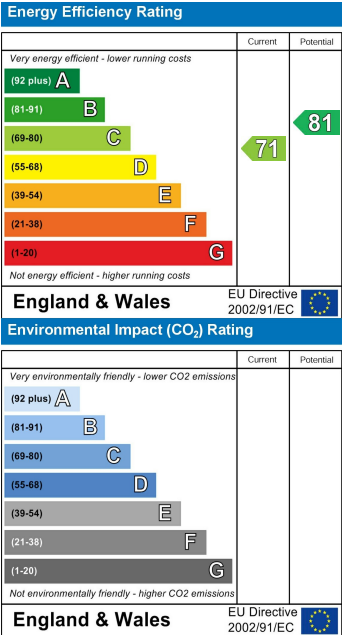 Energy Efficiency Rating
Current Potential
Very energy efficient - lower running costs
(92 plus) A
(81-91) B
81
(69-80) C
71
(55-68) D
(39-54) E
(21-38) F
(1-20) G
Not energy efficient - higher running costs
England & Wales
EU Directive
2002/91/EC
Environmental Impact (CO₂) Rating
Current Potential
Very environmentally friendly - lower CO2 emissions
(92 plus) A
(81-91) B
(69-80) C
(55-68) D
(39-54) E
(21-38) F
(1-20) G
Not environmentally friendly - higher CO2 emissions
England & Wales
EU Directive
2002/91/EC